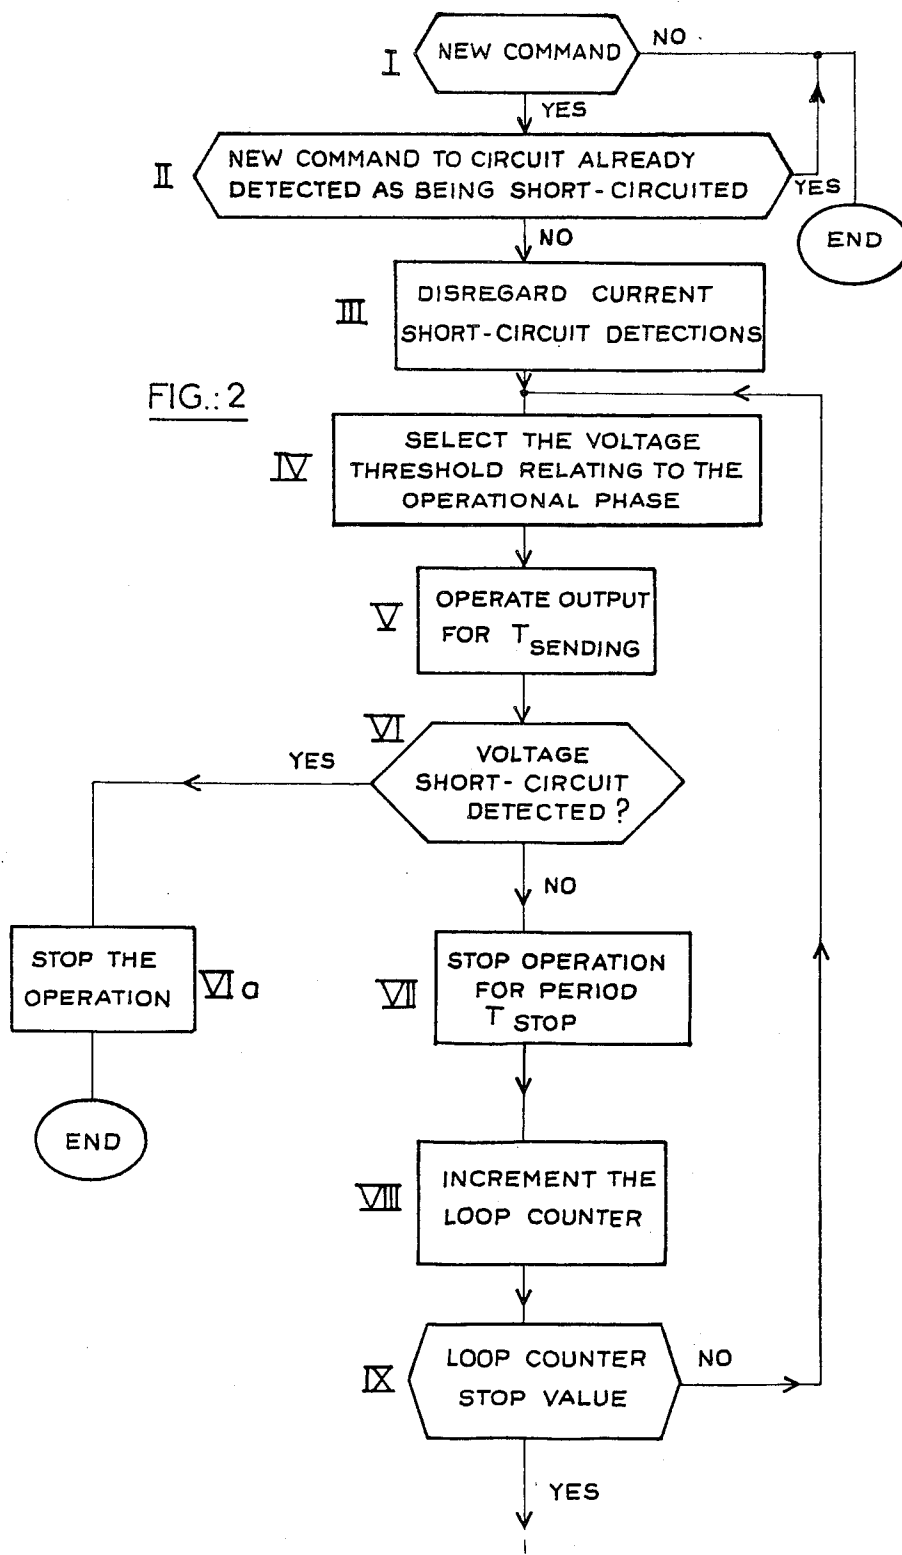 I
NEW COMMAND
NO
YES
II
NEW COMMAND TO CIRCUIT ALREADY
DETECTED AS BEING SHORT-CIRCUITED
YES
END
NO
III
DISREGARD CURRENT
SHORT-CIRCUIT DETECTIONS
FIG.: 2
IV
SELECT THE VOLTAGE
THRESHOLD RELATING TO THE
OPERATIONAL PHASE
V
OPERATE OUTPUT
FOR T SENDING
VI
YES
VOLTAGE
SHORT-CIRCUIT
DETECTED?
NO
STOP THE
OPERATION
VI a
END
VII
STOP OPERATION
FOR PERIOD
T STOP
VIII
INCREMENT THE
LOOP COUNTER
IX
LOOP COUNTER
STOP VALUE
NO
YES